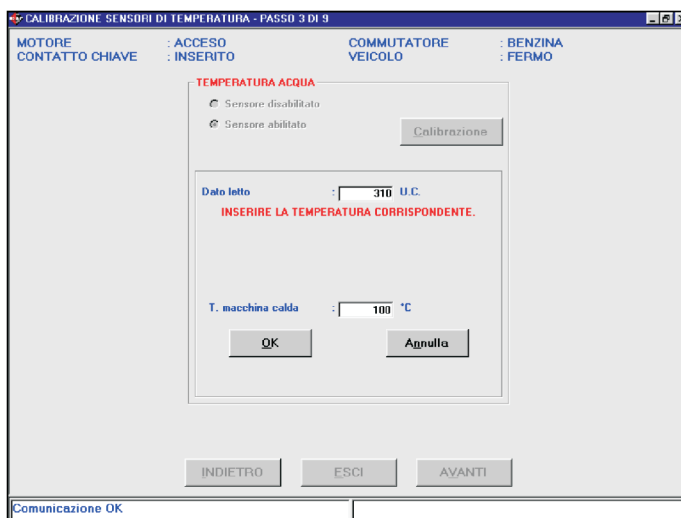 CALIBRAZIONE SENSORI DI TEMPERATURA - PASSO 3 DI 9
MOTORE : ACCESO COMMUTATORE : BENZINA
CONTATTO CHIAVE : INSERITO VEICOLO : FERMO
TEMPERATURA ACQUA
Sensore disabilitato
Sensore abilitato
Calibrazione
Dato letto : 310 U.C.
INSERIRE LA TEMPERATURA CORRISPONDENTE.
T. macchina calda : 100 °C
OK Annulla
INDIETRO ESCI AVANTI
Comunicazione OK